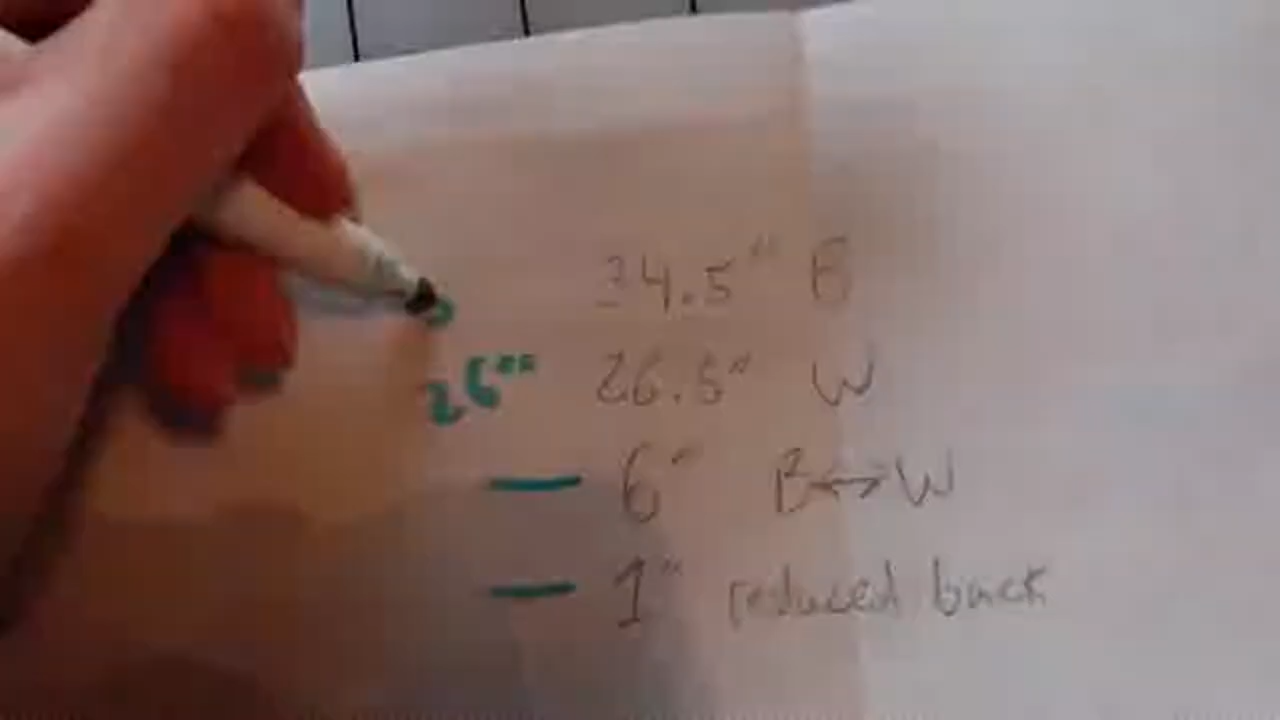 34.5" B
26" 26.5" W
— 6" B↔W
— 1" reduced back